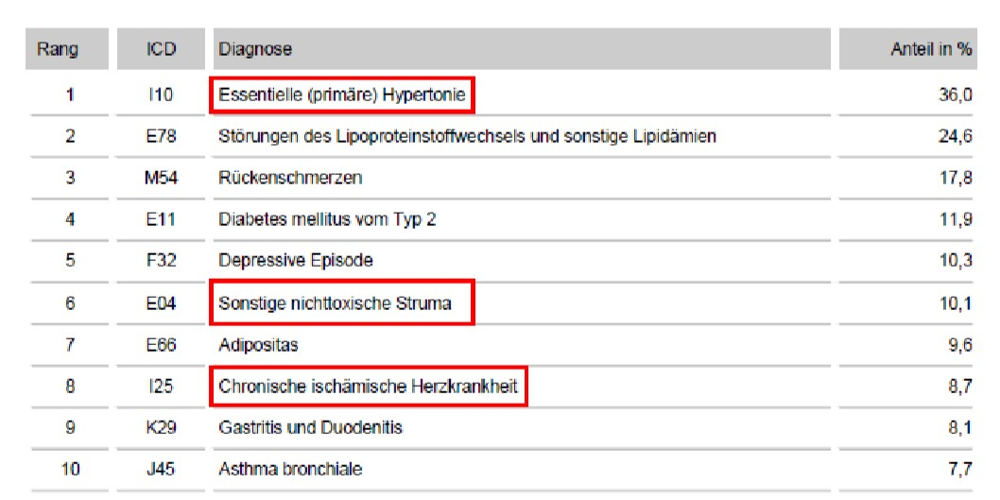 Rang ICD Diagnose Anteil in %
1 I10 Essentielle (primäre) Hypertonie 36,0
2 E78 Störungen des Lipoproteinstoffwechsels und sonstige Lipidämien 24,6
3 M54 Rückenschmerzen 17,8
4 E11 Diabetes mellitus vom Typ 2 11,9
5 F32 Depressive Episode 10,3
6 E04 Sonstige nichttoxische Struma 10,1
7 E66 Adipositas 9,6
8 I25 Chronische ischämische Herzkrankheit 8,7
9 K29 Gastritis und Duodenitis 8,1
10 J45 Asthma bronchiale 7,7